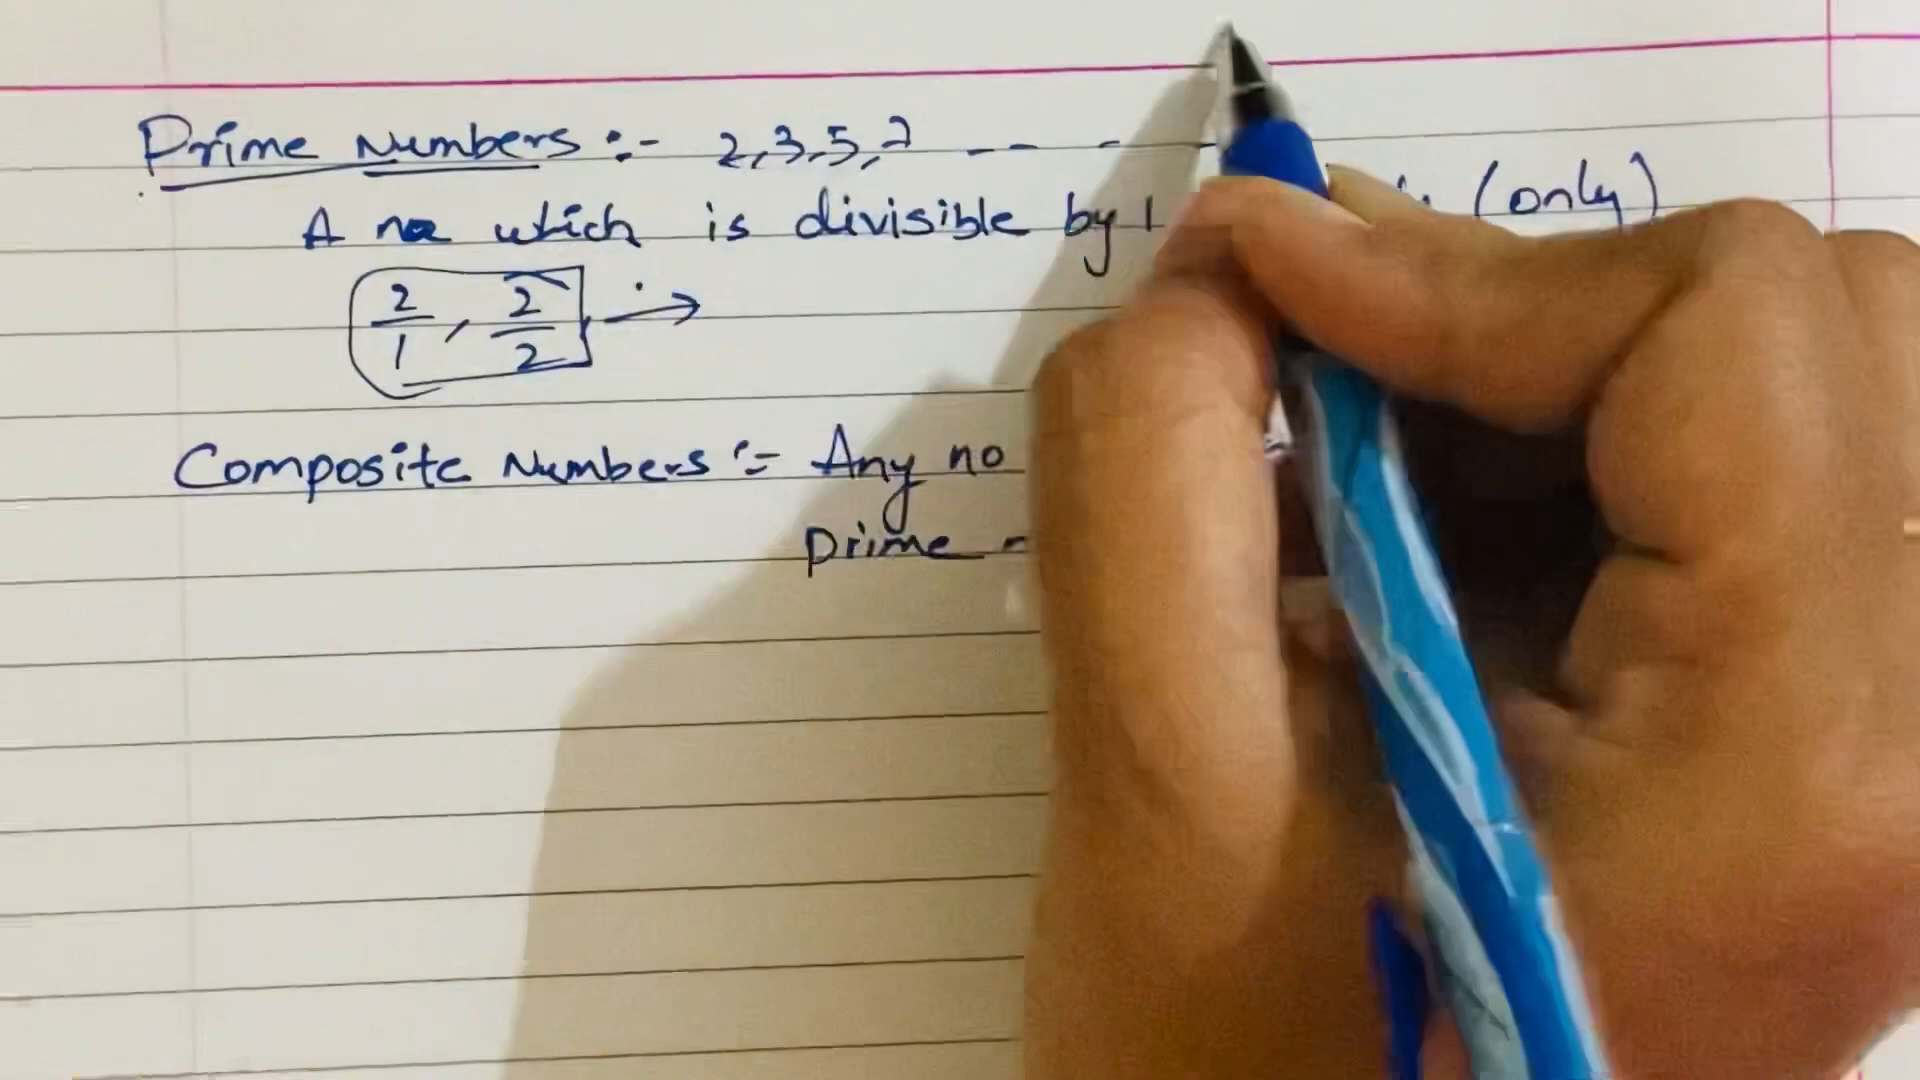 Prime Numbers :- 2,3,5,7 -- -
A no which is divisible by 1 (only)
2/1, 2/2 →
Composite Numbers := Any no
prime